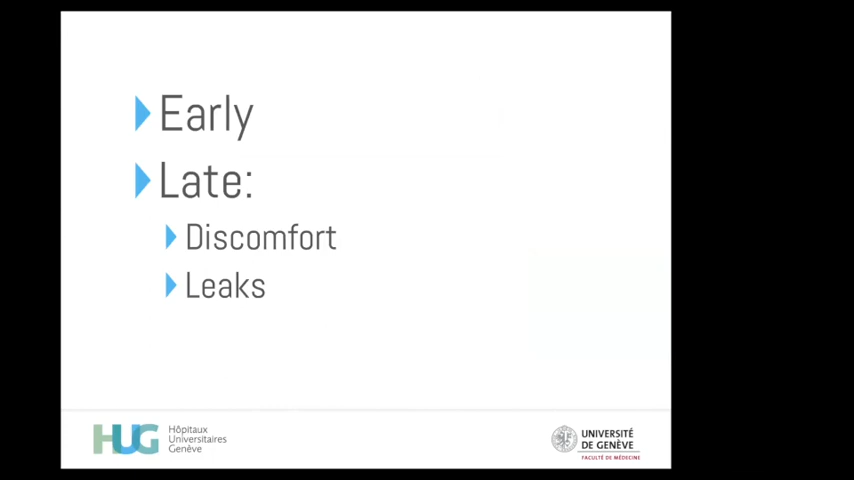 Early
Late:
Discomfort
Leaks
HUG
Hôpitaux
Universitaires
Genève
UNIVERSITÉ
DE GENÈVE
FACULTÉ DE MÉDECINE